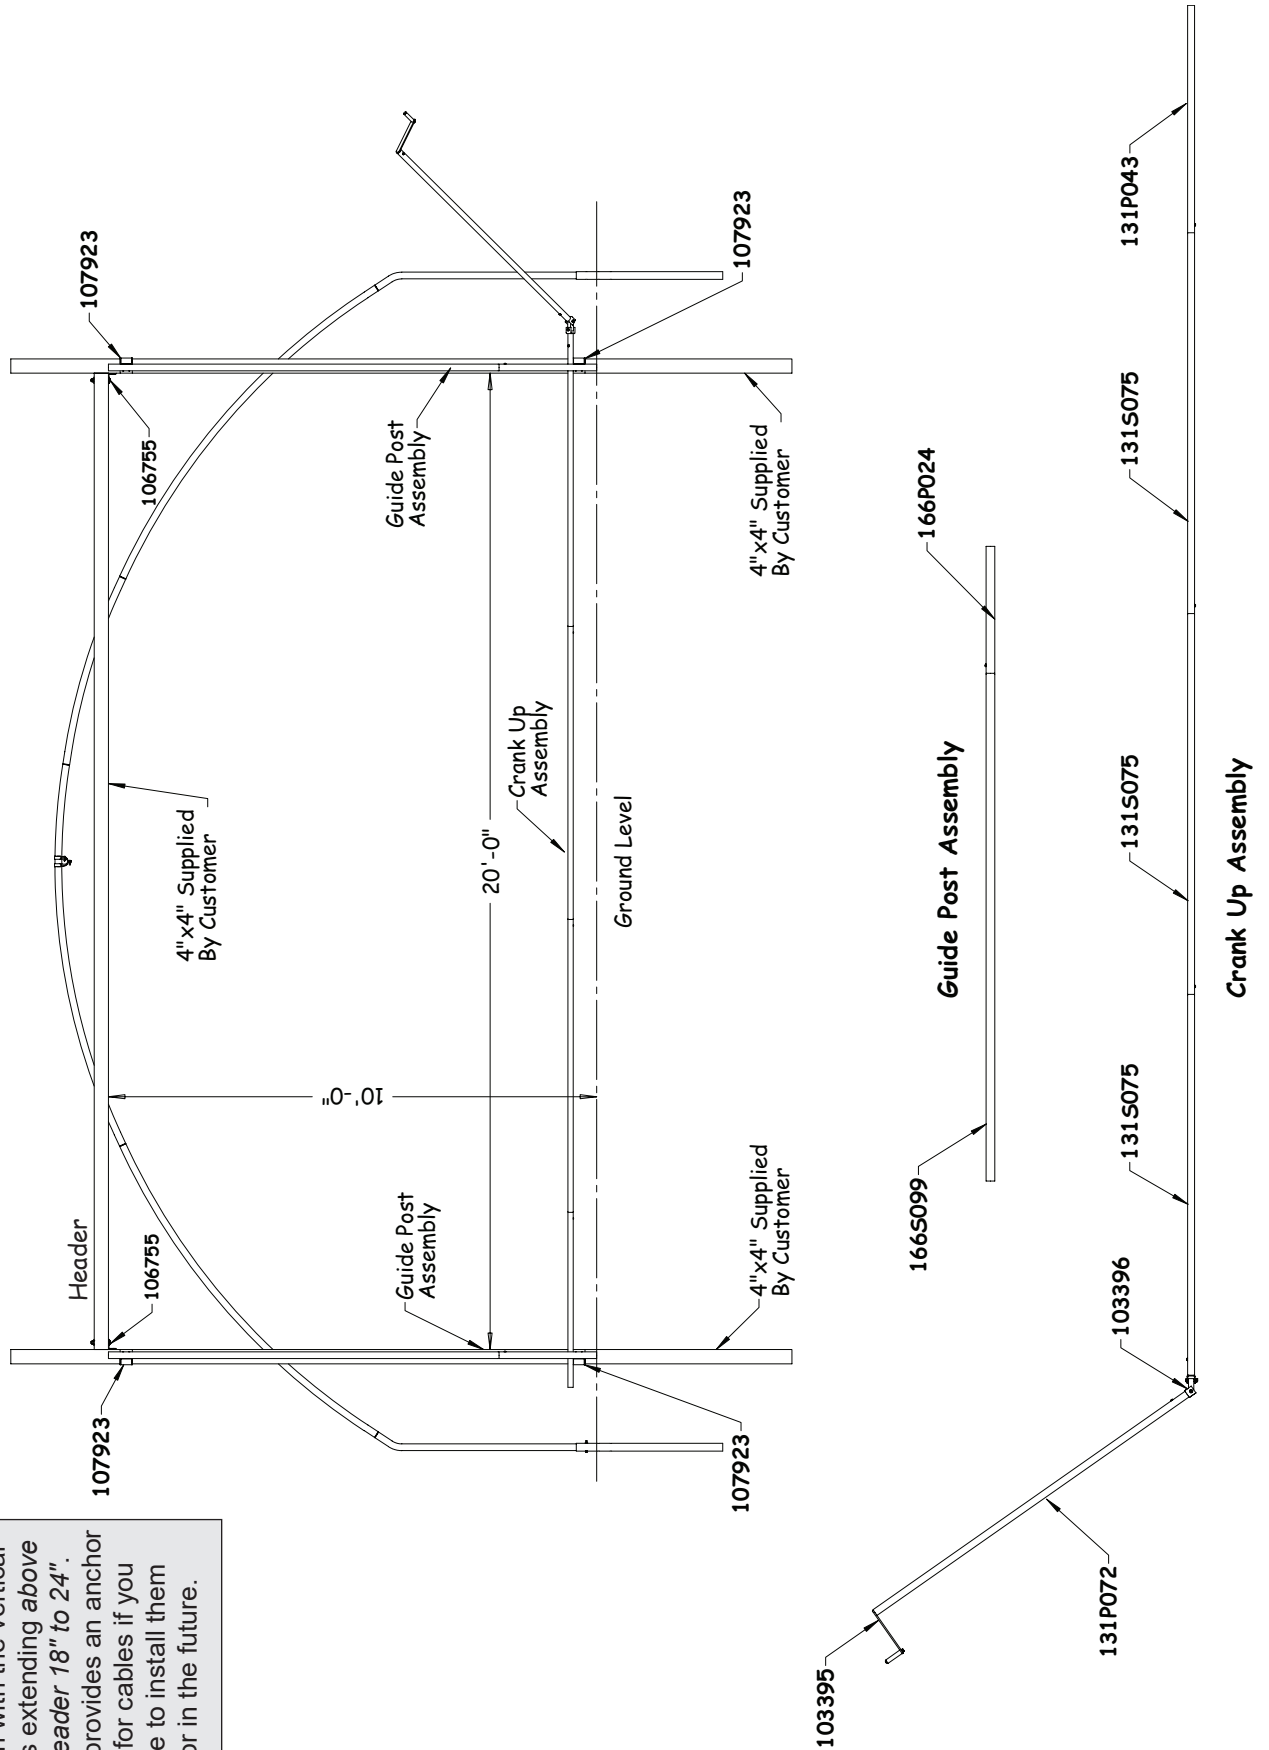 with the vertical
extending above
header 18" to 24".
provides an anchor
for cables if you
to install them
or in the future.
107923
Header
106755
Guide Post
Assembly
107923
4"x4" Supplied
By Customer
10'-0"
4"x4" Supplied
By Customer
20'-0"
Crank Up
Assembly
Ground Level
107923
106755
Guide Post
Assembly
107923
4"x4" Supplied
By Customer
166S099
166P024
Guide Post Assembly
103395
131P072
103396
131S075
131S075
131S075
131P043
Crank Up Assembly